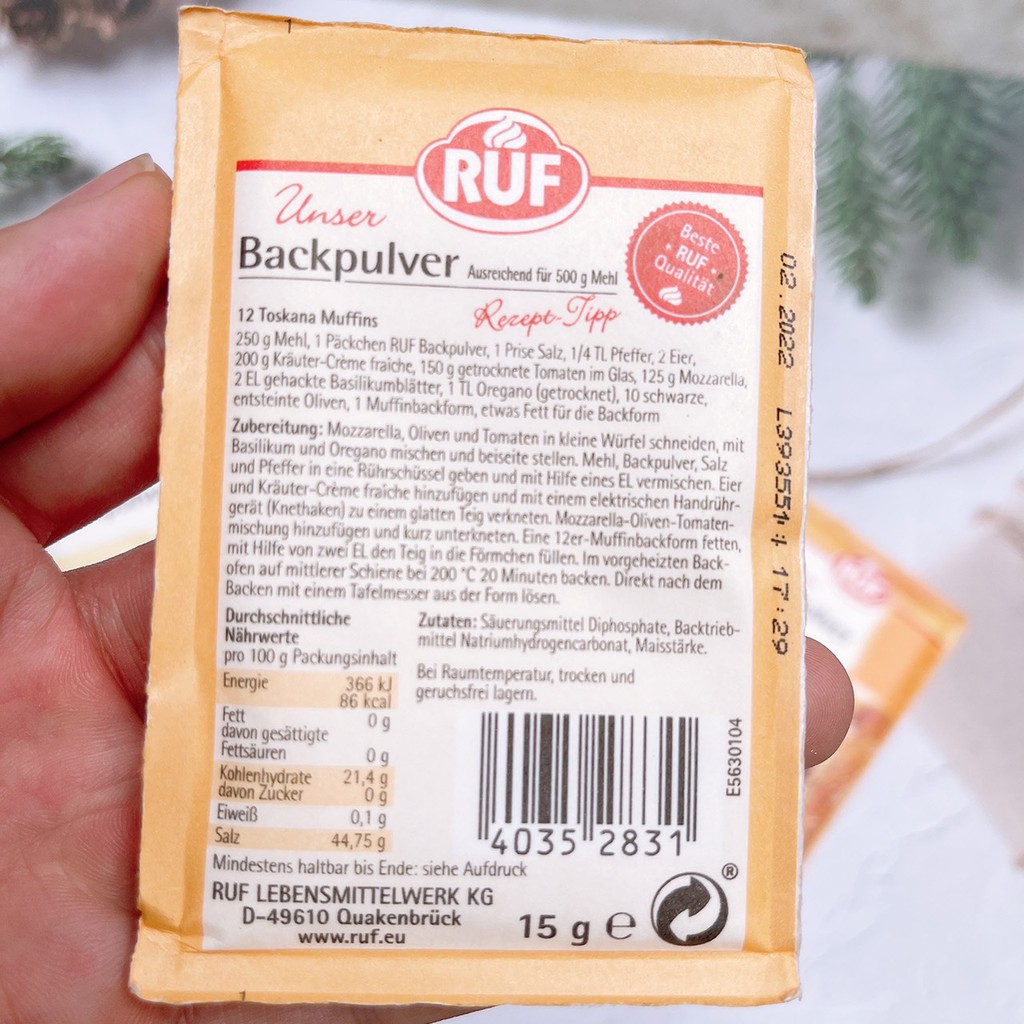 RUF
Unser
Backpulver Ausreichend für 500 g Mehl
Beste
RUF
Qualität
Rezept-Tipp
12 Toskana Muffins
250 g Mehl, 1 Päckchen RUF Backpulver, 1 Prise Salz, 1/4 TL Pfeffer, 2 Eier,
200 g Kräuter-Crème fraîche, 150 g getrocknete Tomaten im Glas, 125 g Mozzarella,
2 EL gehackte Basilikumblätter, 1 TL Oregano (getrocknet), 10 schwarze,
entsteinte Oliven, 1 Muffinbackform, etwas Fett für die Backform
Zubereitung: Mozzarella, Oliven und Tomaten in kleine Würfel schneiden, mit
Basilikum und Oregano mischen und beiseite stellen. Mehl, Backpulver, Salz
und Pfeffer in eine Rührschüssel geben und mit Hilfe eines EL vermischen. Eier
und Kräuter-Crème fraîche hinzufügen und mit einem elektrischen Handrühr-
gerät (Knethaken) zu einem glatten Teig verkneten. Mozzarella-Oliven-Tomaten-
mischung hinzufügen und kurz unterkneten. Eine 12er-Muffinbackform fetten,
mit Hilfe von zwei EL den Teig in die Förmchen füllen. Im vorgeheizten Back-
ofen auf mittlerer Schiene bei 200 °C 20 Minuten backen. Direkt nach dem
Backen mit einem Tafelmesser aus der Form lösen.
Durchschnittliche
Nährwerte
pro 100 g Packungsinhalt
Energie 366 kJ
86 kcal
Fett 0 g
davon gesättigte
Fettsäuren 0 g
Kohlenhydrate 21,4 g
davon Zucker 0 g
Eiweiß 0,1 g
Salz 44,75 g
Zutaten: Säuerungsmittel Diphosphate, Backtrieb-
mittel Natriumhydrogencarbonat, Maisstärke.
Bei Raumtemperatur, trocken und
geruchsfrei lagern.
4035 2831
E5630104
Mindestens haltbar bis Ende: siehe Aufdruck
RUF LEBENSMITTELWERK KG
D-49610 Quakenbrück
www.ruf.eu
15 g ℮
®
02.2022 L393551+ 17:29
RUF